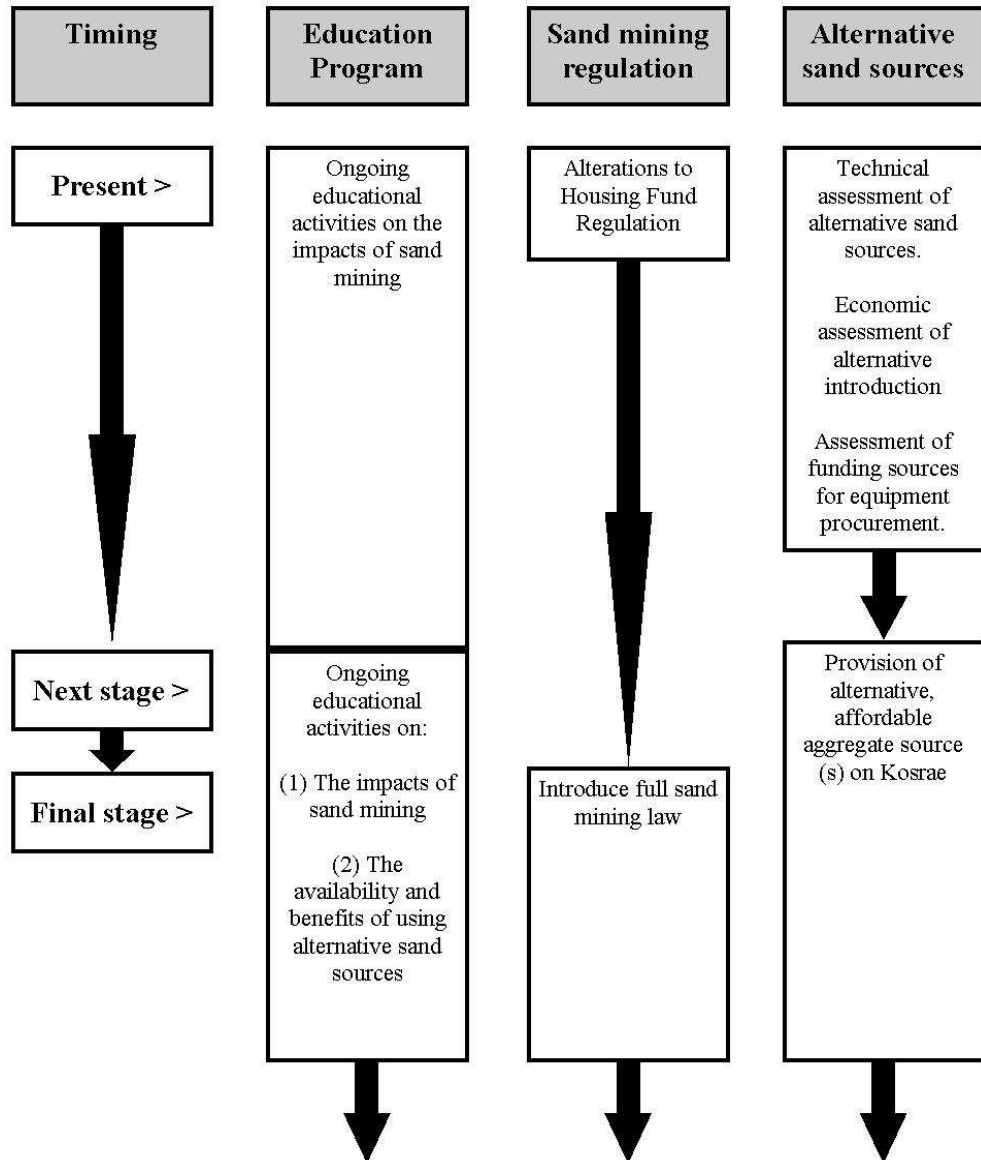 Timing
Education
Program
Sand mining
regulation
Alternative
sand sources
Present >
Ongoing
educational
activities on the
impacts of sand
mining
Alterations to
Housing Fund
Regulation
Technical
assessment of
alternative sand
sources.
Economic
assessment of
alternative
introduction
Assessment of
funding sources
for equipment
procurement.
Next stage >
Ongoing
educational
activities on:
(1) The impacts of
sand mining
(2) The
availability and
benefits of using
alternative sand
sources
Provision of
alternative,
affordable
aggregate source
(s) on Kosrae
Final stage >
Introduce full sand
mining law